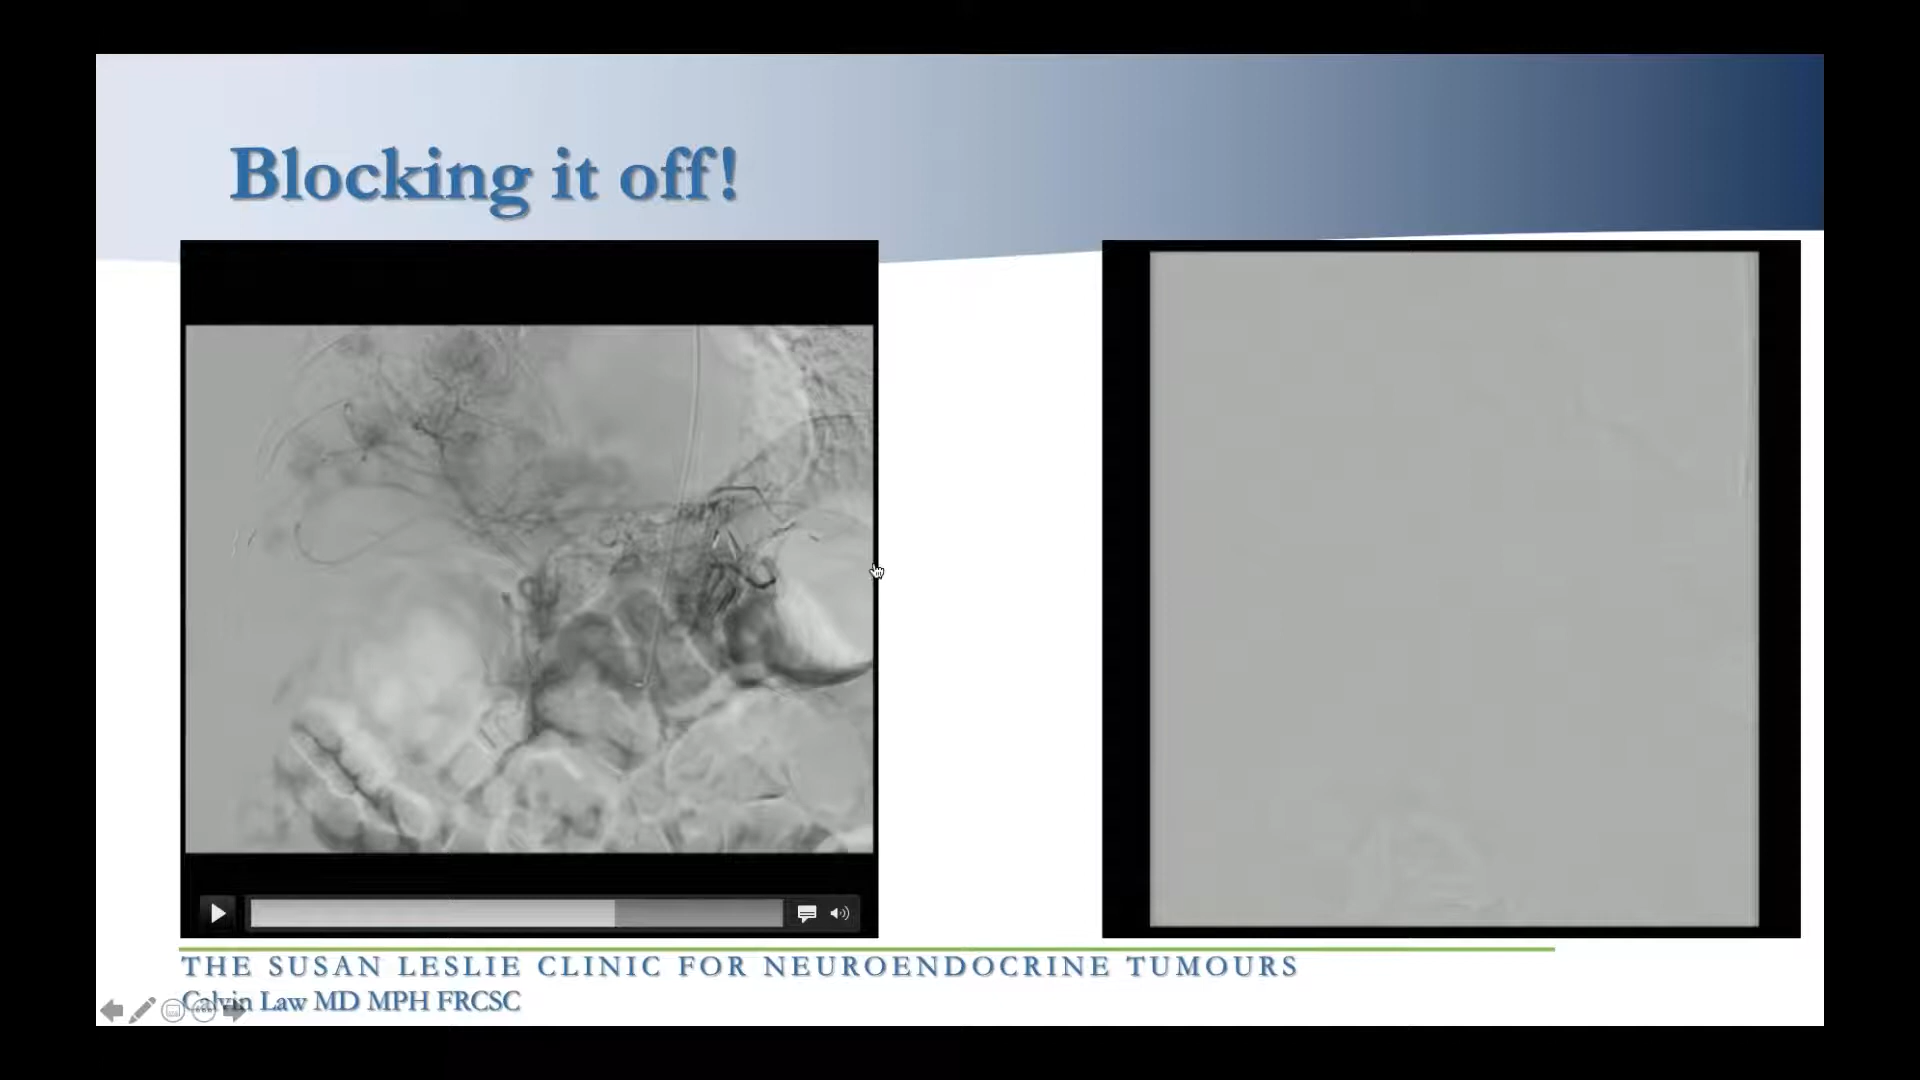 Blocking it off!
THE SUSAN LESLIE CLINIC FOR NEUROENDOCRINE TUMOURS
Calvin Law MD MPH FRCSC